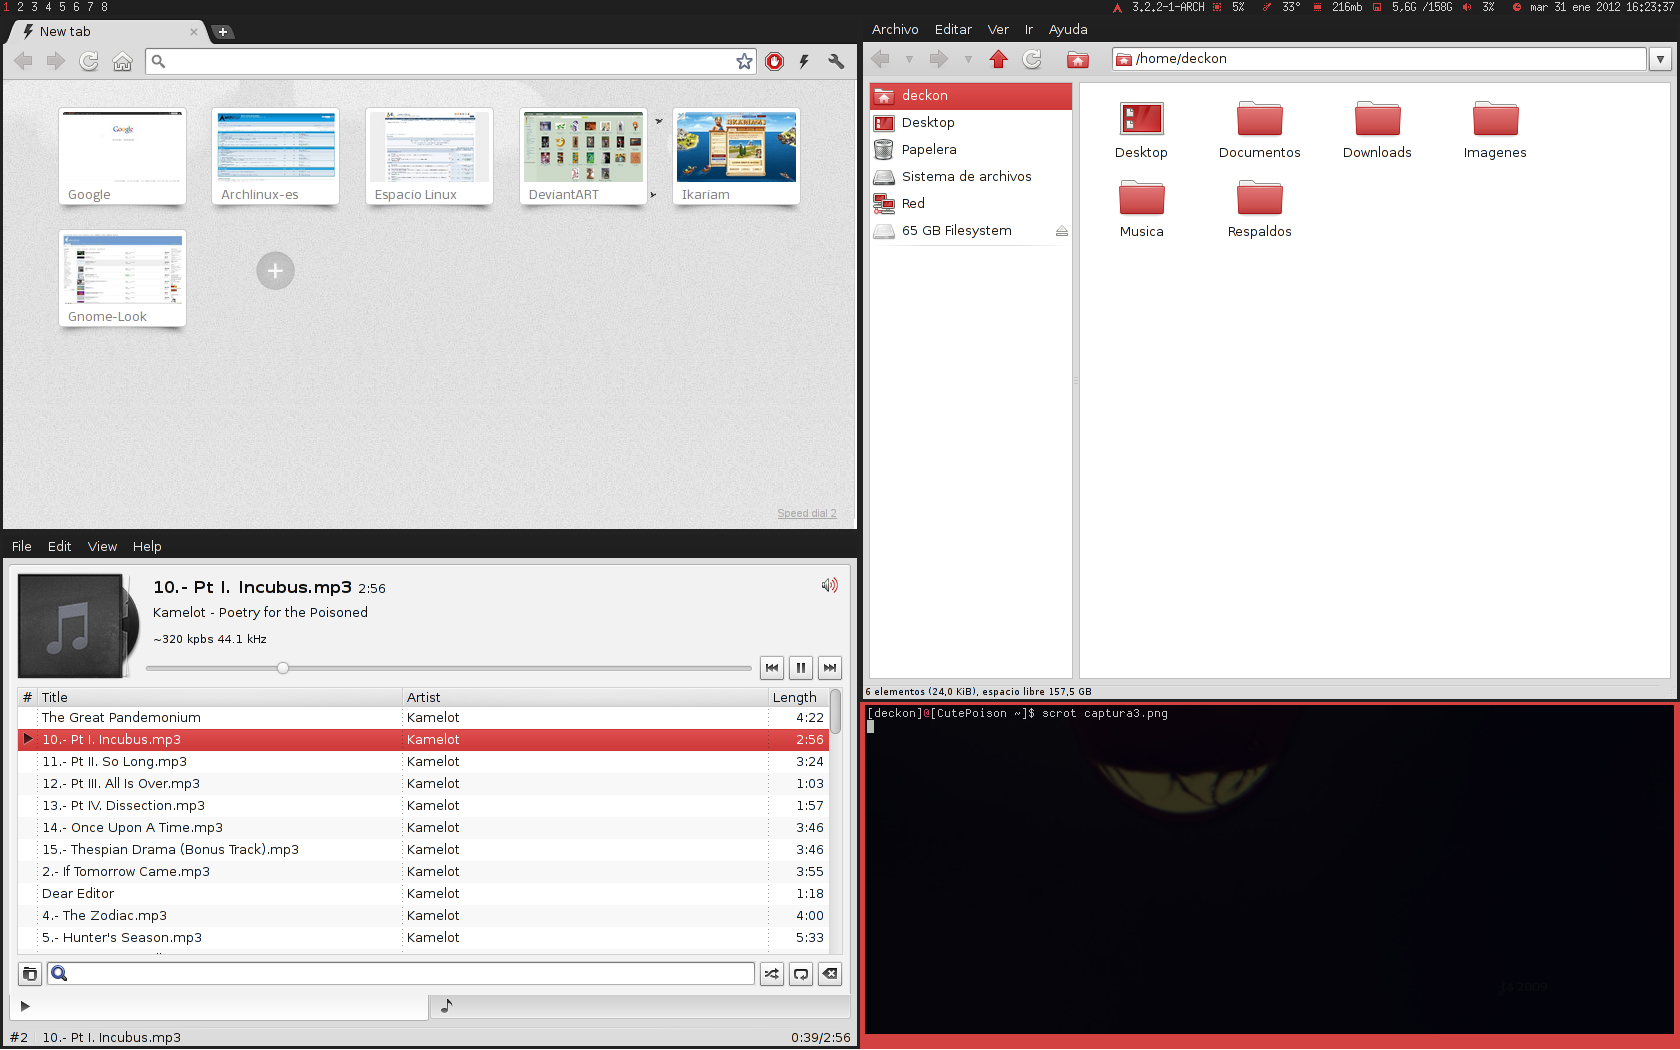 1 2 3 4 5 6 7 8
3.2.2-1-ARCH 5% 33° 216mb 5,6G /158G 3% mar 31 ene 2012 16:23:37
New tab
Google
Archlinux-es
Espacio Linux
DeviantART
Ikariam
Gnome-Look
Speed dial 2
Archivo Editar Ver Ir Ayuda
/home/deckon
deckon
Desktop
Papelera
Sistema de archivos
Red
65 GB Filesystem
Desktop
Documentos
Downloads
Imagenes
Musica
Respaldos
6 elementos (24,0 KiB), espacio libre 157,5 GB
File Edit View Help
10.- Pt I. Incubus.mp3 2:56
Kamelot - Poetry for the Poisoned
~320 kpbs 44.1 kHz
# Title Artist Length
The Great Pandemonium Kamelot 4:22
10.- Pt I. Incubus.mp3 Kamelot 2:56
11.- Pt II. So Long.mp3 Kamelot 3:24
12.- Pt III. All Is Over.mp3 Kamelot 1:03
13.- Pt IV. Dissection.mp3 Kamelot 1:57
14.- Once Upon A Time.mp3 Kamelot 3:46
15.- Thespian Drama (Bonus Track).mp3 Kamelot 3:46
2.- If Tomorrow Came.mp3 Kamelot 3:55
Dear Editor Kamelot 1:18
4.- The Zodiac.mp3 Kamelot 4:00
5.- Hunter's Season.mp3 Kamelot 5:33
#2 10.- Pt I. Incubus.mp3 0:39/2:56
[deckon]@[CutePoison ~]$ scrot captura3.png